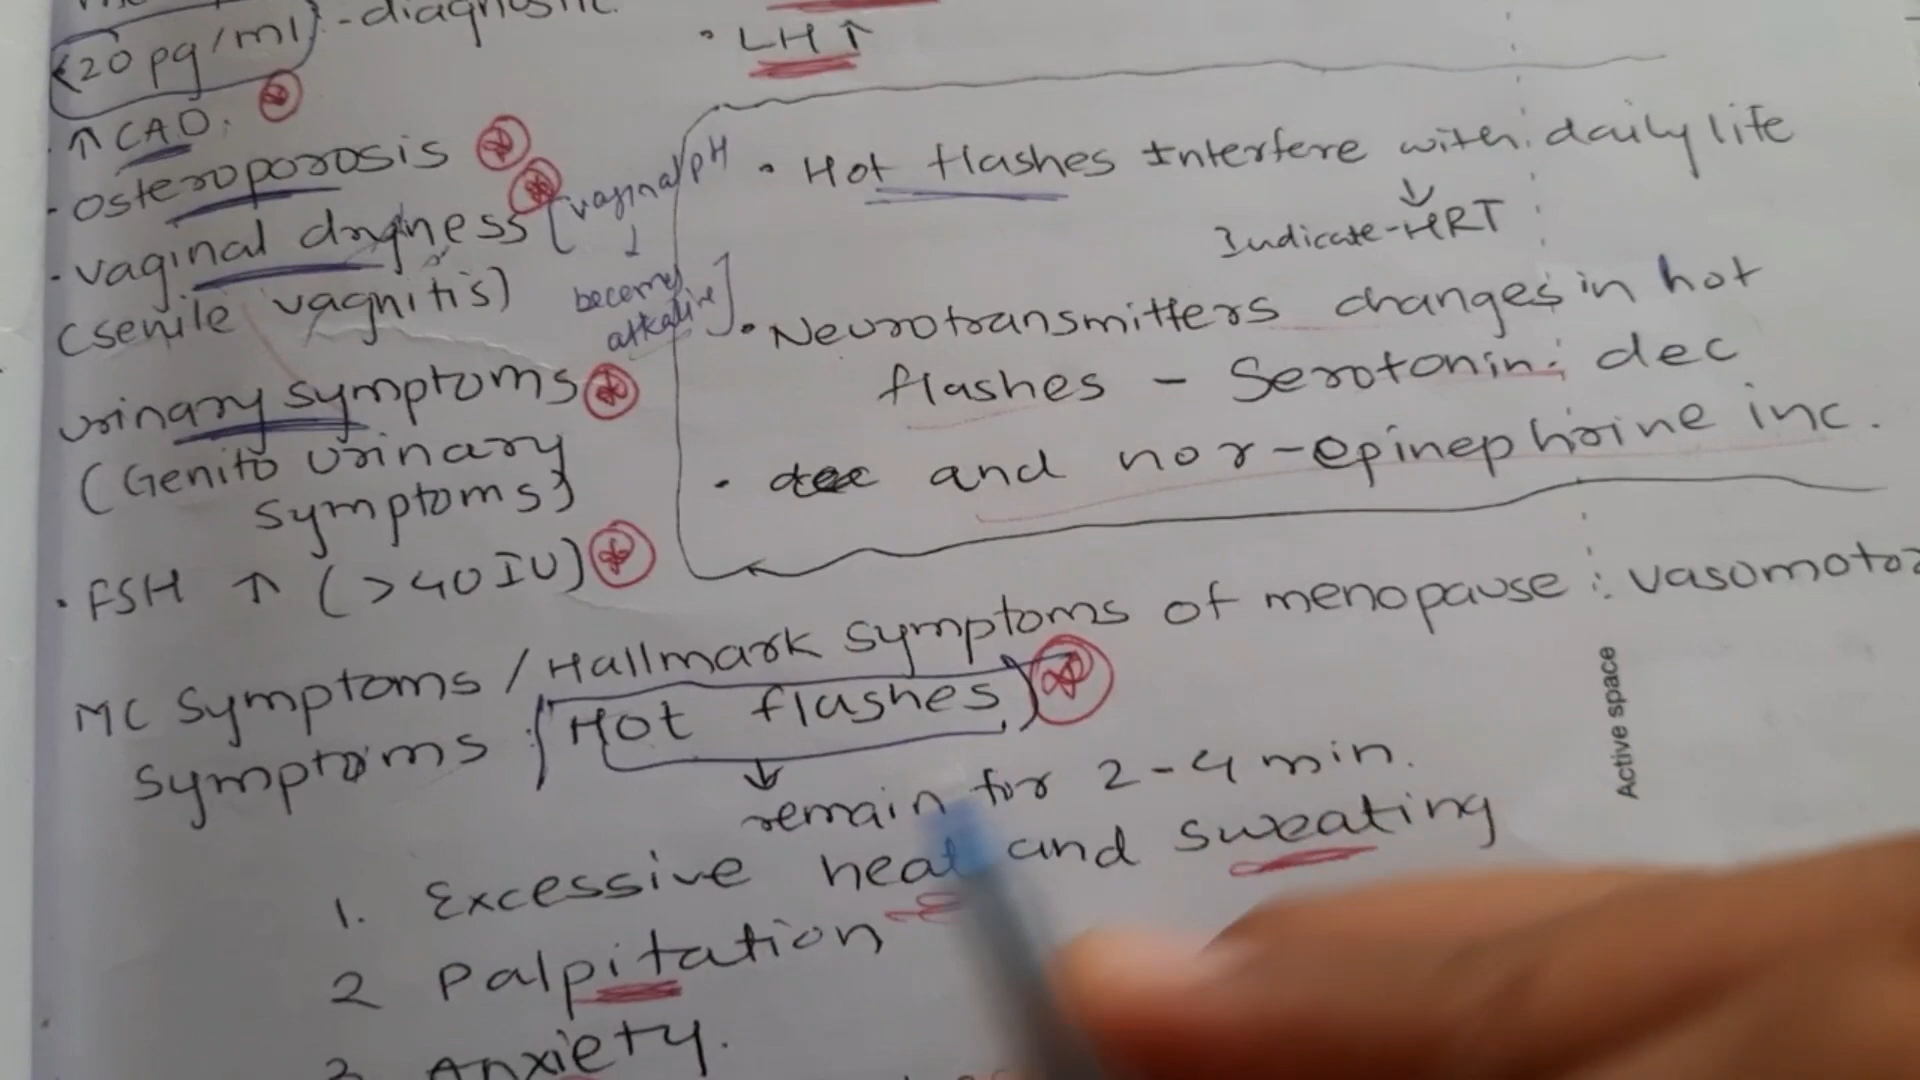 <20 pg/ml) - diagnostic
• LH↑
↑ CAD.
• Osteroporosis
• vaginal dryness [vaginal pH
↓
becomes
alkaline]
(senile vagnitis)
urinary symptoms
(Genito urinary
symptoms}
• FSH ↑ (>40IU)
• Hot flashes Interfere with daily life
↓
Indicate-HRT
• Neurotransmitters changes in hot
flashes - Serotonin: dec
• and nor-epinephrine inc.
MC Symptoms / Hallmark symptoms of menopause: vasomotor
symptoms (Hot flashes)
↓
remain for 2-4 min.
1. Excessive heat and sweating
2 Palpitation
3 Anxiety.
Active space